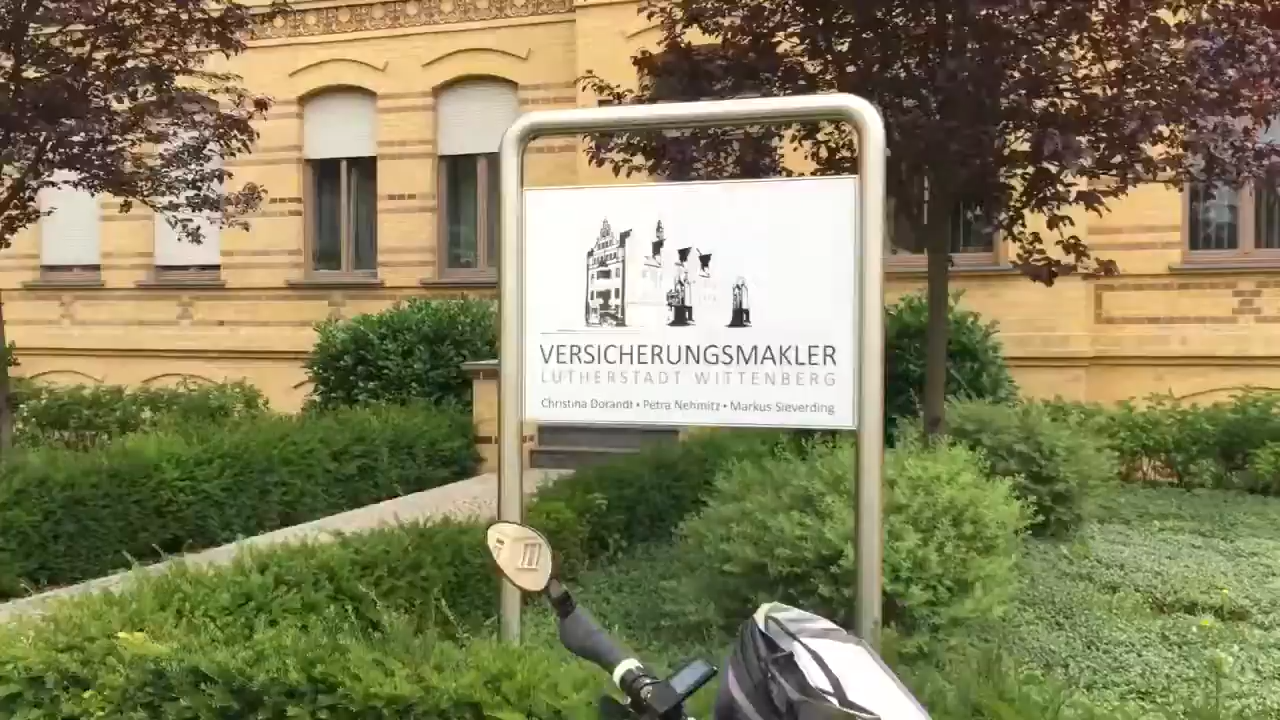 VERSICHERUNGSMAKLER
LUTHERSTADT WITTENBERG
Christina Dorandt • Petra Nehmitz • Markus Sieverding